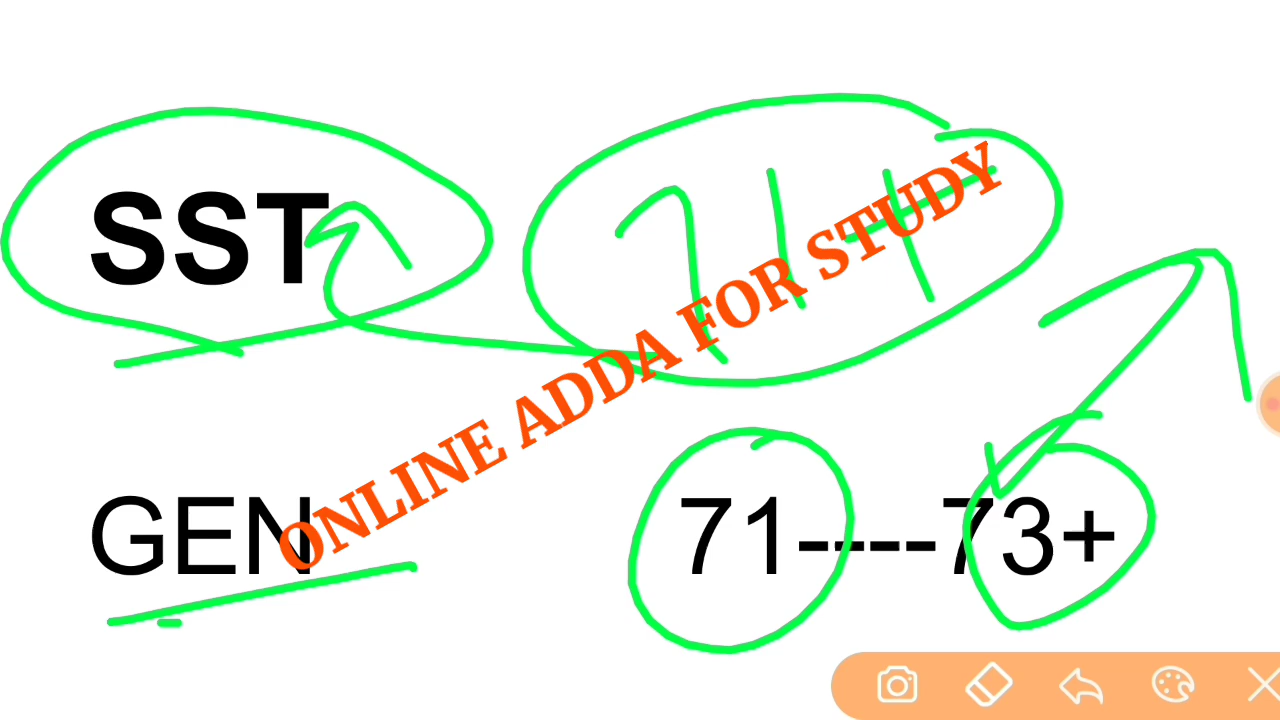 SST 71+
ONLINE ADDA FOR STUDY
GEN 71----73+